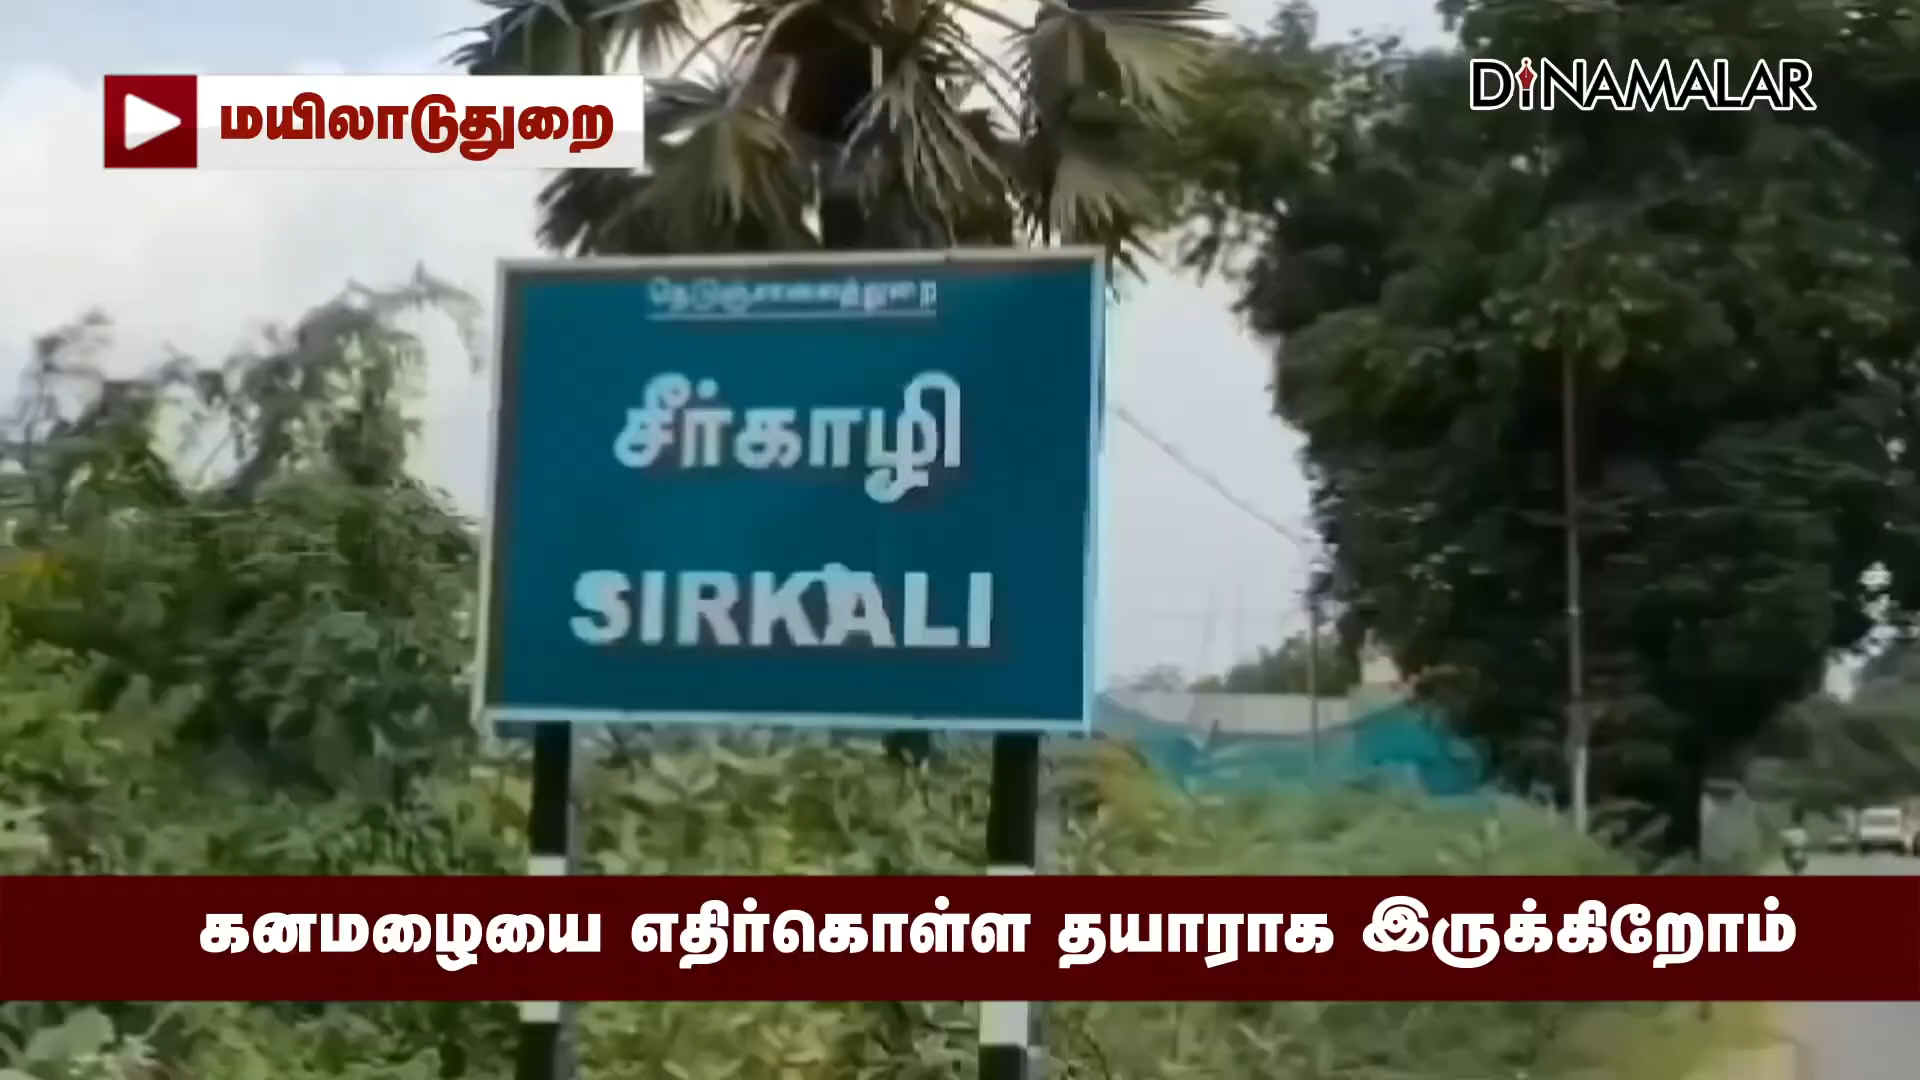 மயிலாடுதுறை
DINAMALAR
நெடுஞ்சாலைத்துறை
சீர்காழி
SIRKALI
கனமழையை எதிர்கொள்ள தயாராக இருக்கிறோம்